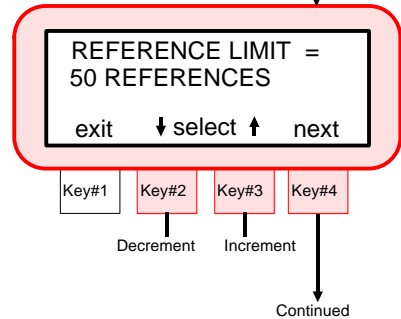 REFERENCE LIMIT =
50 REFERENCES
exit select next
Key#1 Key#2 Key#3 Key#4
Decrement Increment
Continued